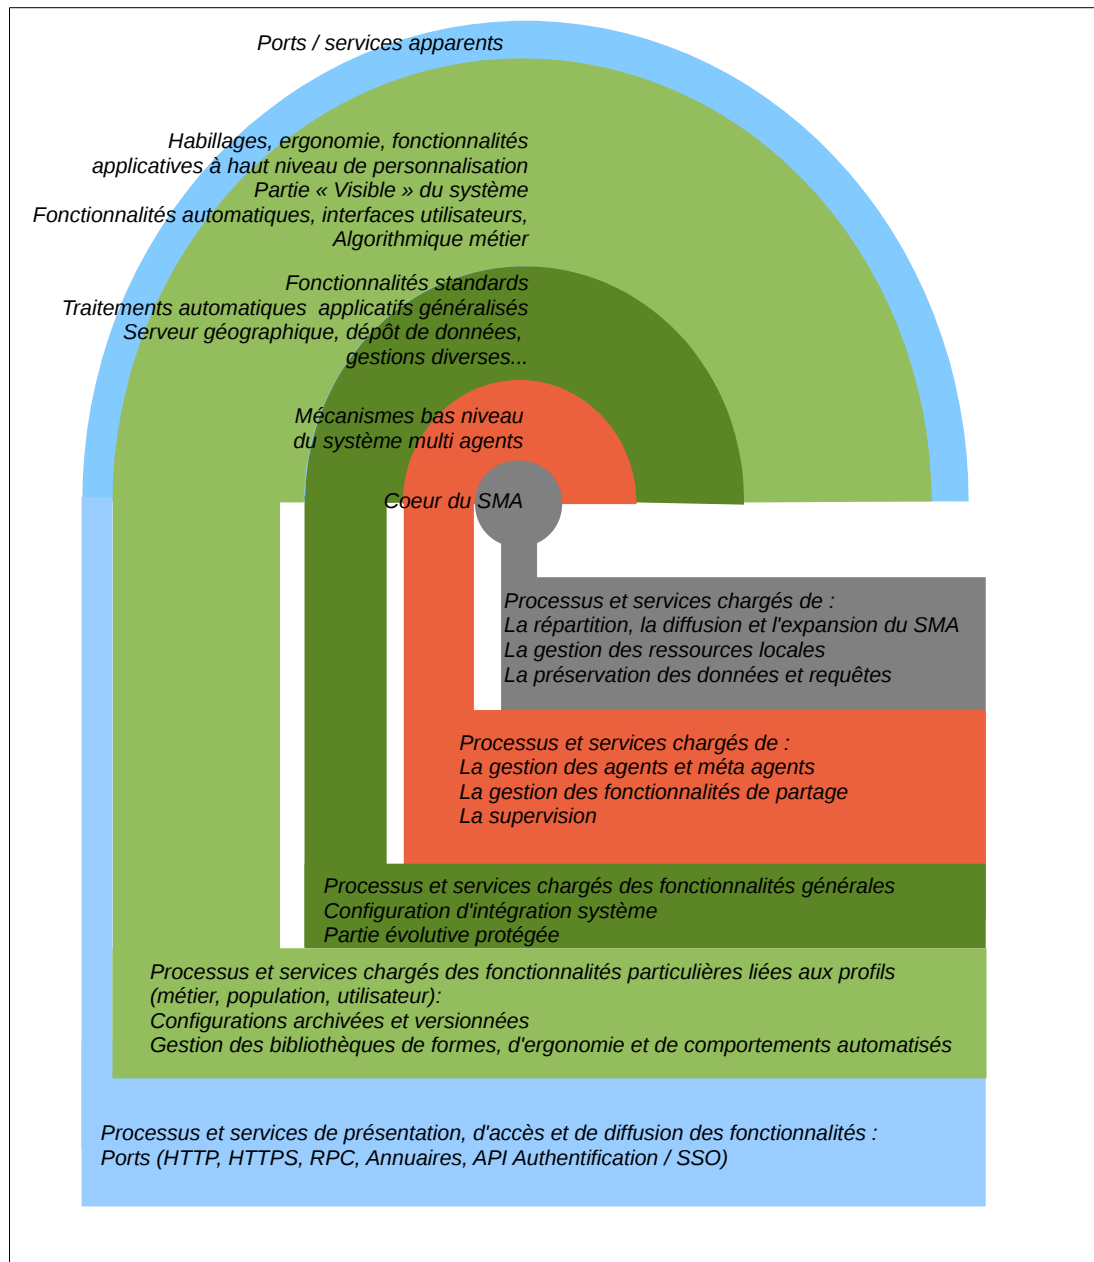 Ports / services apparents
Habillages, ergonomie, fonctionnalités
applicatives à haut niveau de personnalisation
Partie « Visible » du système
Fonctionnalités automatiques, interfaces utilisateurs,
Algorithmique métier
Fonctionnalités standards
Traitements automatiques  applicatifs généralisés
Serveur géographique, dépôt de données,
gestions diverses...
Mécanismes bas niveau
du système multi agents
Coeur du SMA
Processus et services chargés de :
La répartition, la diffusion et l'expansion du SMA
La gestion des ressources locales
La préservation des données et requêtes
Processus et services chargés de :
La gestion des agents et méta agents
La gestion des fonctionnalités de partage
La supervision
Processus et services chargés des fonctionnalités générales
Configuration d'intégration système
Partie évolutive protégée
Processus et services chargés des fonctionnalités particulières liées aux profils
(métier, population, utilisateur):
Configurations archivées et versionnées
Gestion des bibliothèques de formes, d'ergonomie et de comportements automatisés
Processus et services de présentation, d'accès et de diffusion des fonctionnalités :
Ports (HTTP, HTTPS, RPC, Annuaires, API Authentification / SSO)